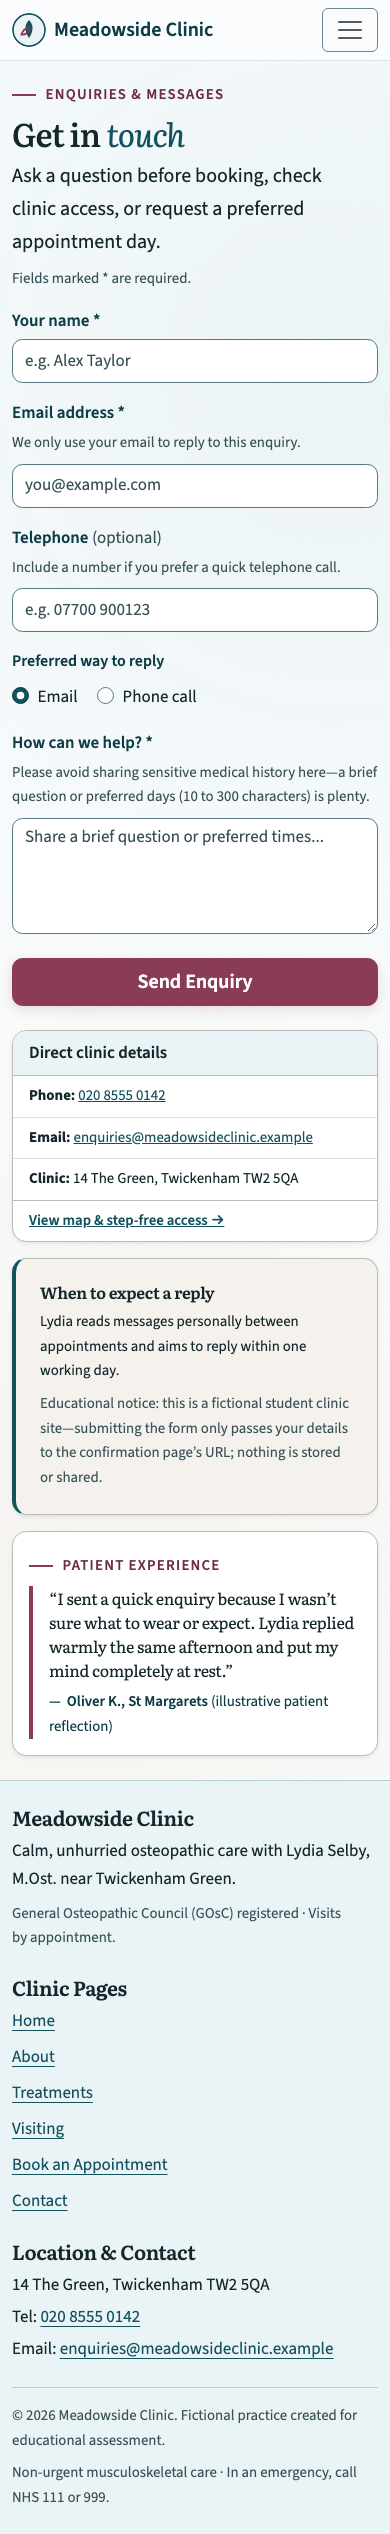 Meadowside Clinic
ENQUIRIES & MESSAGES
Get in touch
Ask a question before booking, check
clinic access, or request a preferred
appointment day.
Fields marked * are required.
Your name *
e.g. Alex Taylor
Email address *
We only use your email to reply to this enquiry.
you@example.com
Telephone (optional)
Include a number if you prefer a quick telephone call.
e.g. 07700 900123
Preferred way to reply
Email Phone call
How can we help? *
Please avoid sharing sensitive medical history here—a brief
question or preferred days (10 to 300 characters) is plenty.
Share a brief question or preferred times...
Send Enquiry
Direct clinic details
Phone: 020 8555 0142
Email: enquiries@meadowsideclinic.example
Clinic: 14 The Green, Twickenham TW2 5QA
View map & step-free access →
When to expect a reply
Lydia reads messages personally between
appointments and aims to reply within one
working day.
Educational notice: this is a fictional student clinic
site—submitting the form only passes your details
to the confirmation page’s URL; nothing is stored
or shared.
PATIENT EXPERIENCE
“I sent a quick enquiry because I wasn’t
sure what to wear or expect. Lydia replied
warmly the same afternoon and put my
mind completely at rest.”
— Oliver K., St Margarets (illustrative patient
reflection)
Meadowside Clinic
Calm, unhurried osteopathic care with Lydia Selby,
M.Ost. near Twickenham Green.
General Osteopathic Council (GOsC) registered · Visits
by appointment.
Clinic Pages
Home
About
Treatments
Visiting
Book an Appointment
Contact
Location & Contact
14 The Green, Twickenham TW2 5QA
Tel: 020 8555 0142
Email: enquiries@meadowsideclinic.example
© 2026 Meadowside Clinic. Fictional practice created for
educational assessment.
Non-urgent musculoskeletal care · In an emergency, call
NHS 111 or 999.